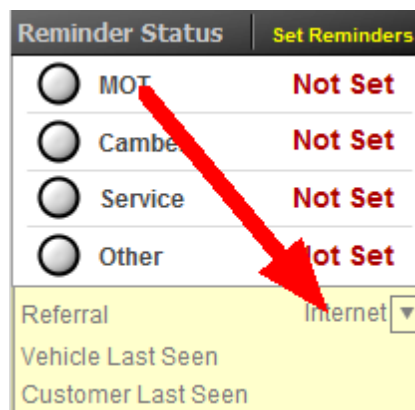 Reminder Status Set Reminders
MOT Not Set
Cambe Not Set
Service Not Set
Other Not Set
Referral Internet
Vehicle Last Seen
Customer Last Seen